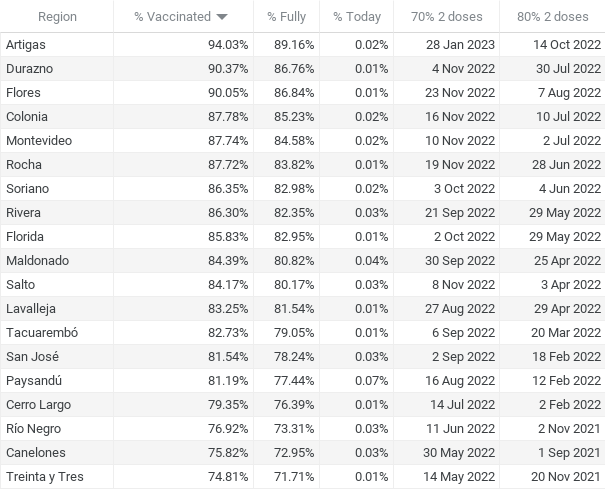 Region % Vaccinated % Fully % Today 70% 2 doses 80% 2 doses
Artigas 94.03% 89.16% 0.02% 28 Jan 2023 14 Oct 2022
Durazno 90.37% 86.76% 0.01% 4 Nov 2022 30 Jul 2022
Flores 90.05% 86.84% 0.01% 23 Nov 2022 7 Aug 2022
Colonia 87.78% 85.23% 0.02% 16 Nov 2022 10 Jul 2022
Montevideo 87.74% 84.58% 0.02% 10 Nov 2022 2 Jul 2022
Rocha 87.72% 83.82% 0.01% 19 Nov 2022 28 Jun 2022
Soriano 86.35% 82.98% 0.02% 3 Oct 2022 4 Jun 2022
Rivera 86.30% 82.35% 0.03% 21 Sep 2022 29 May 2022
Florida 85.83% 82.95% 0.01% 2 Oct 2022 29 May 2022
Maldonado 84.39% 80.82% 0.04% 30 Sep 2022 25 Apr 2022
Salto 84.17% 80.17% 0.03% 8 Nov 2022 3 Apr 2022
Lavalleja 83.25% 81.54% 0.01% 27 Aug 2022 29 Apr 2022
Tacuarembó 82.73% 79.05% 0.01% 6 Sep 2022 20 Mar 2022
San José 81.54% 78.24% 0.03% 2 Sep 2022 18 Feb 2022
Paysandú 81.19% 77.44% 0.07% 16 Aug 2022 12 Feb 2022
Cerro Largo 79.35% 76.39% 0.01% 14 Jul 2022 2 Feb 2022
Río Negro 76.92% 73.31% 0.03% 11 Jun 2022 2 Nov 2021
Canelones 75.82% 72.95% 0.03% 30 May 2022 1 Sep 2021
Treinta y Tres 74.81% 71.71% 0.01% 14 May 2022 20 Nov 2021